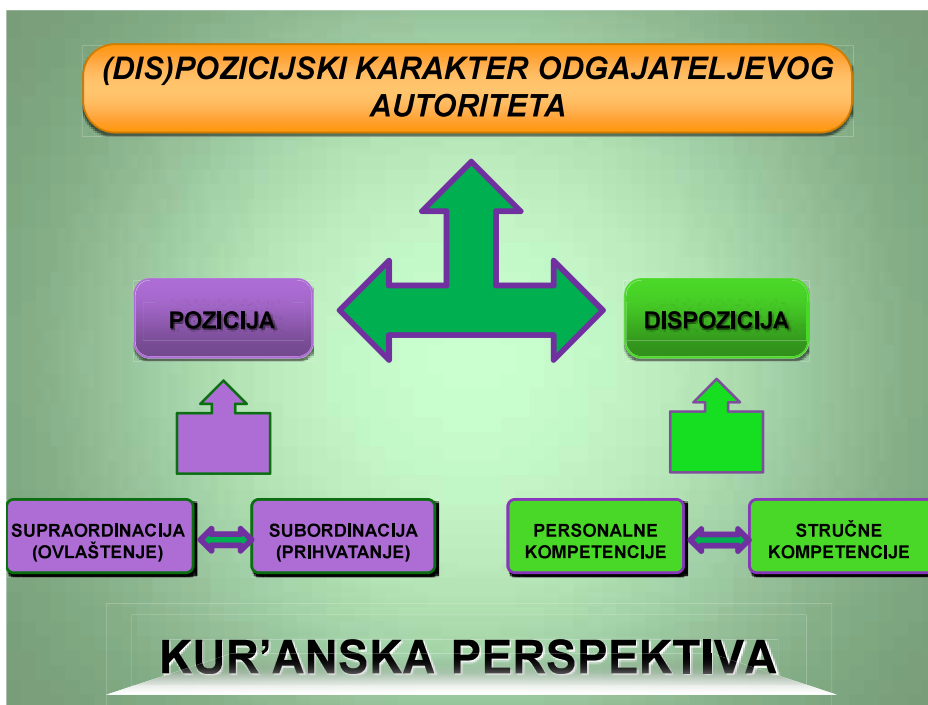 (DIS)POZICIJSKI KARAKTER ODGAJATELJEVOG
AUTORITETA
POZICIJA
DISPOZICIJA
SUPRAORDINACIJA
(OVLAŠTENJE)
SUBORDINACIJA
(PRIHVATANJE)
PERSONALNE
KOMPETENCIJE
STRUČNE
KOMPETENCIJE
KUR’ANSKA PERSPEKTIVA